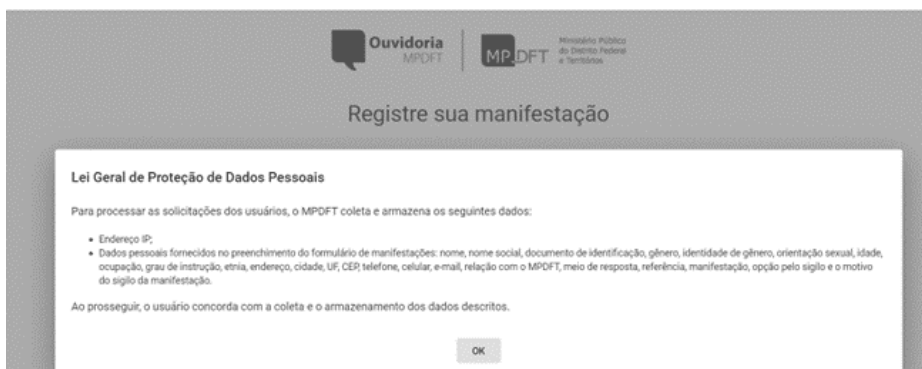 Ouvidoria
MPDFT
MP DFT
Ministério Público
do Distrito Federal
e Territórios
Registre sua manifestação
Lei Geral de Proteção de Dados Pessoais
Para processar as solicitações dos usuários, o MPDFT coleta e armazena os seguintes dados:
• Endereço IP;
• Dados pessoais fornecidos no preenchimento do formulário de manifestações: nome, nome social, documento de identificação, gênero, identidade de gênero, orientação sexual, idade,
ocupação, grau de instrução, etnia, endereço, cidade, UF, CEP, telefone, celular, e-mail, relação com o MPDFT, meio de resposta, referência, manifestação, opção pelo sigilo e o motivo
do sigilo da manifestação.
Ao prosseguir, o usuário concorda com a coleta e o armazenamento dos dados descritos.
OK